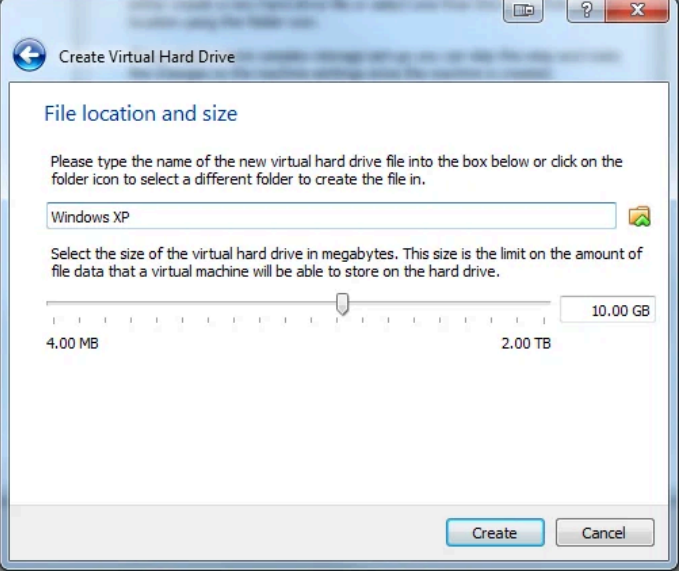 Create Virtual Hard Drive
File location and size
Please type the name of the new virtual hard drive file into the box below or click on the
folder icon to select a different folder to create the file in.
Windows XP
Select the size of the virtual hard drive in megabytes. This size is the limit on the amount of
file data that a virtual machine will be able to store on the hard drive.
10.00 GB
4.00 MB 2.00 TB
Create Cancel